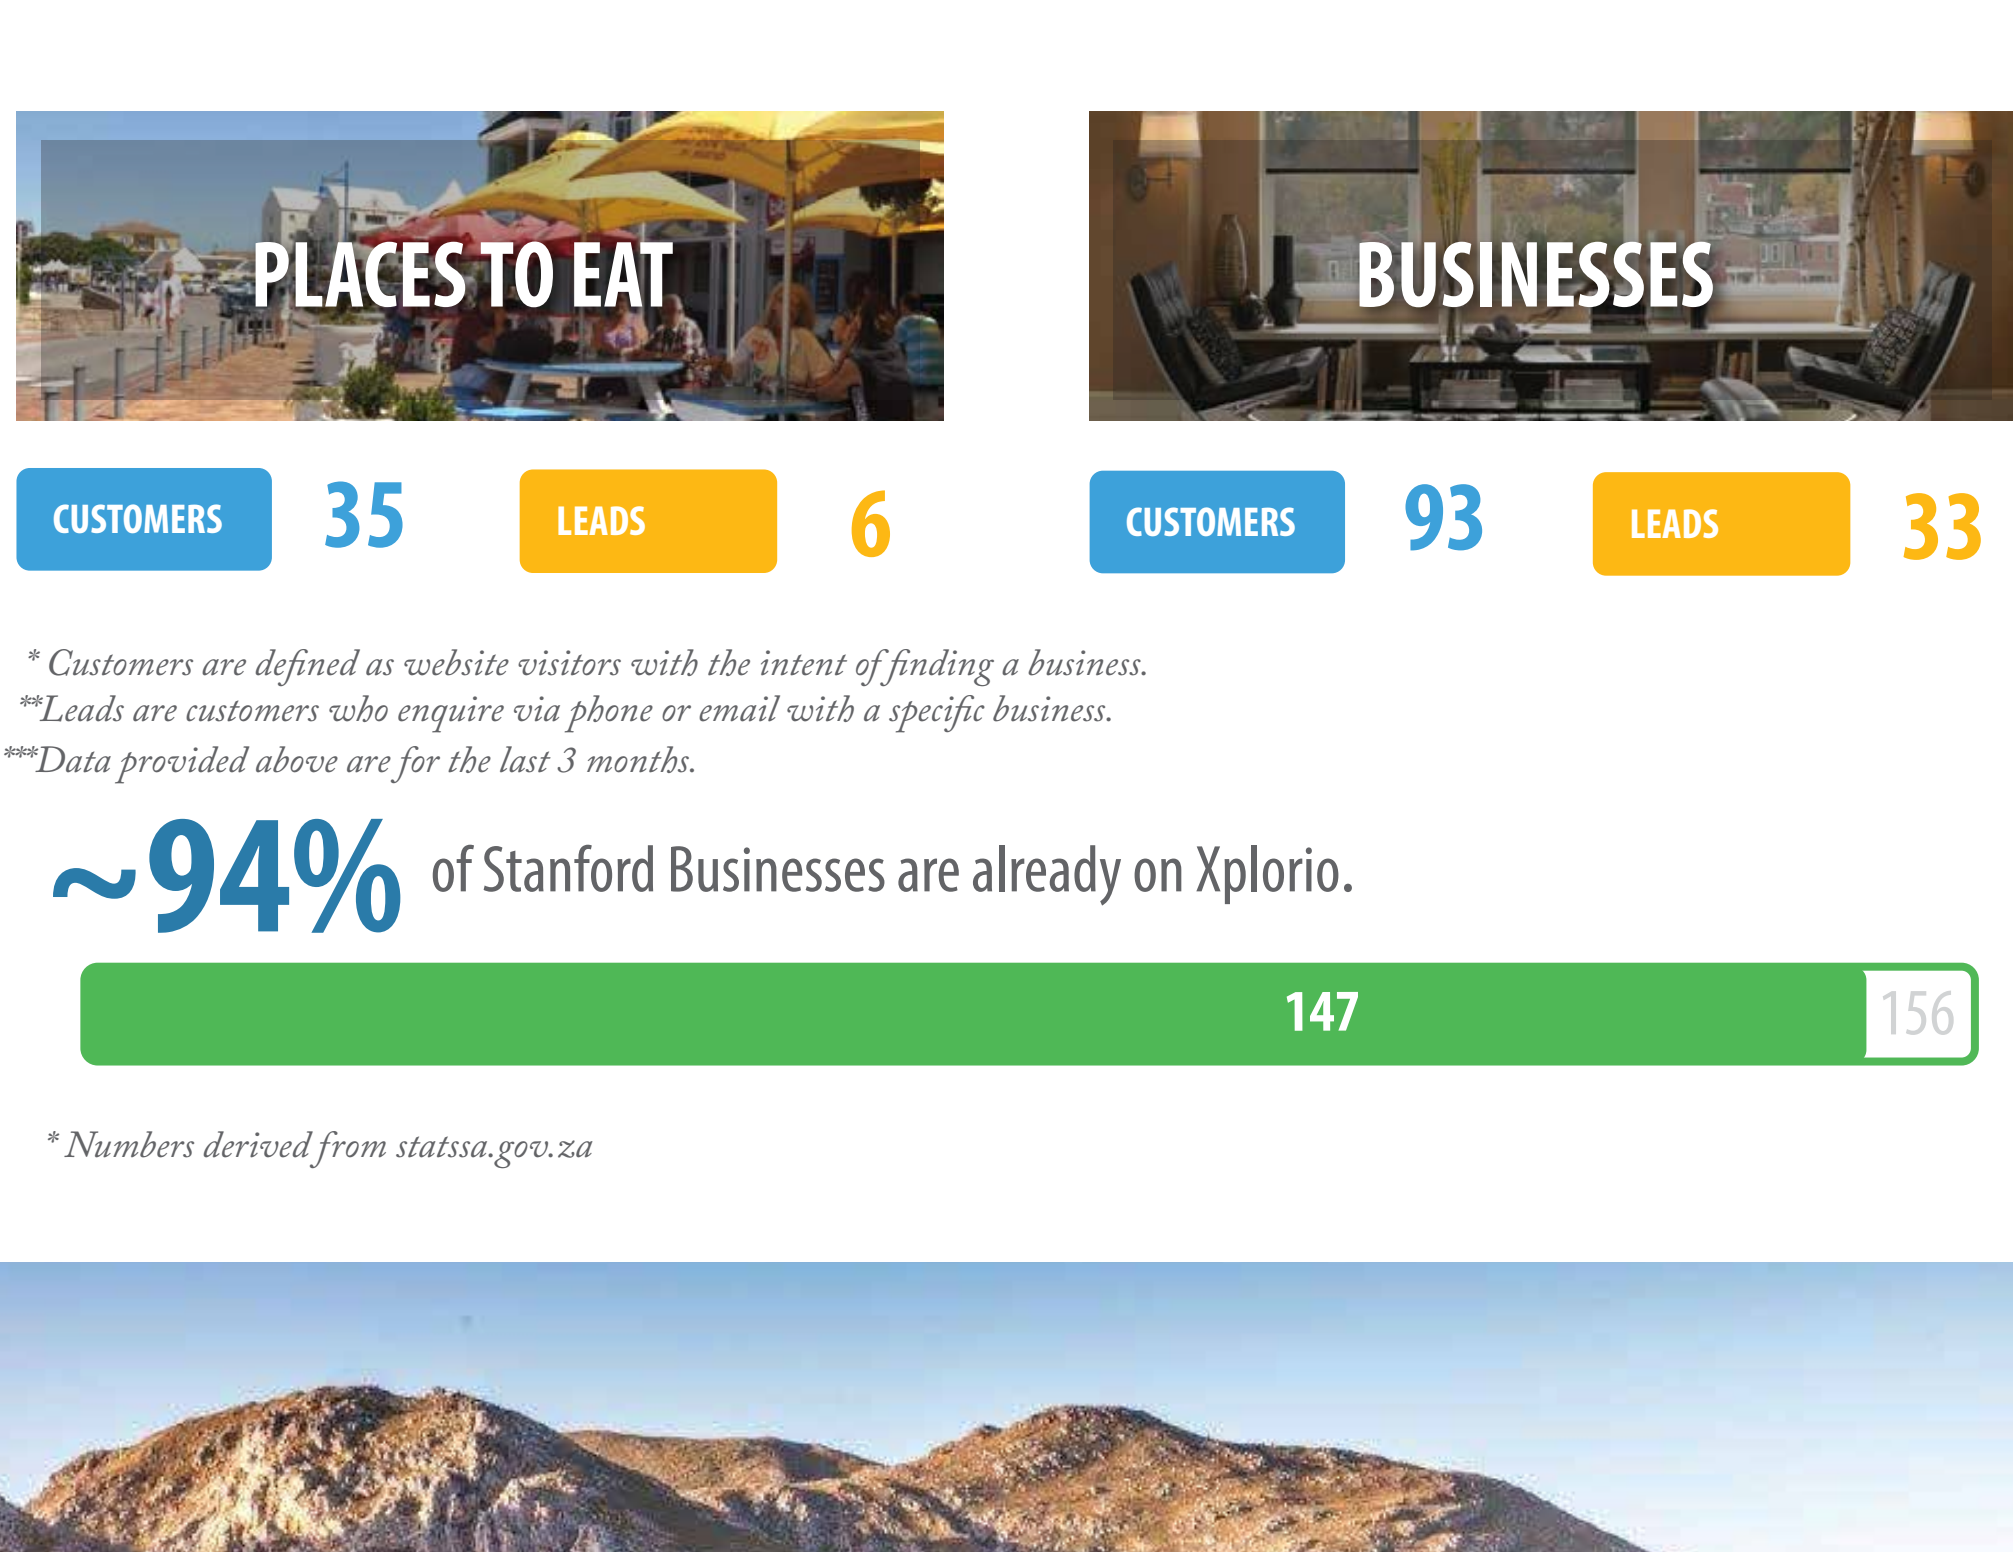 PLACES TO EAT
BUSINESSES
CUSTOMERS 35 LEADS 6
CUSTOMERS 93 LEADS 33
* Customers are defined as website visitors with the intent of finding a business.
**Leads are customers who enquire via phone or email with a specific business.
***Data provided above are for the last 3 months.
~94% of Stanford Businesses are already on Xplorio.
147 156
* Numbers derived from statssa.gov.za